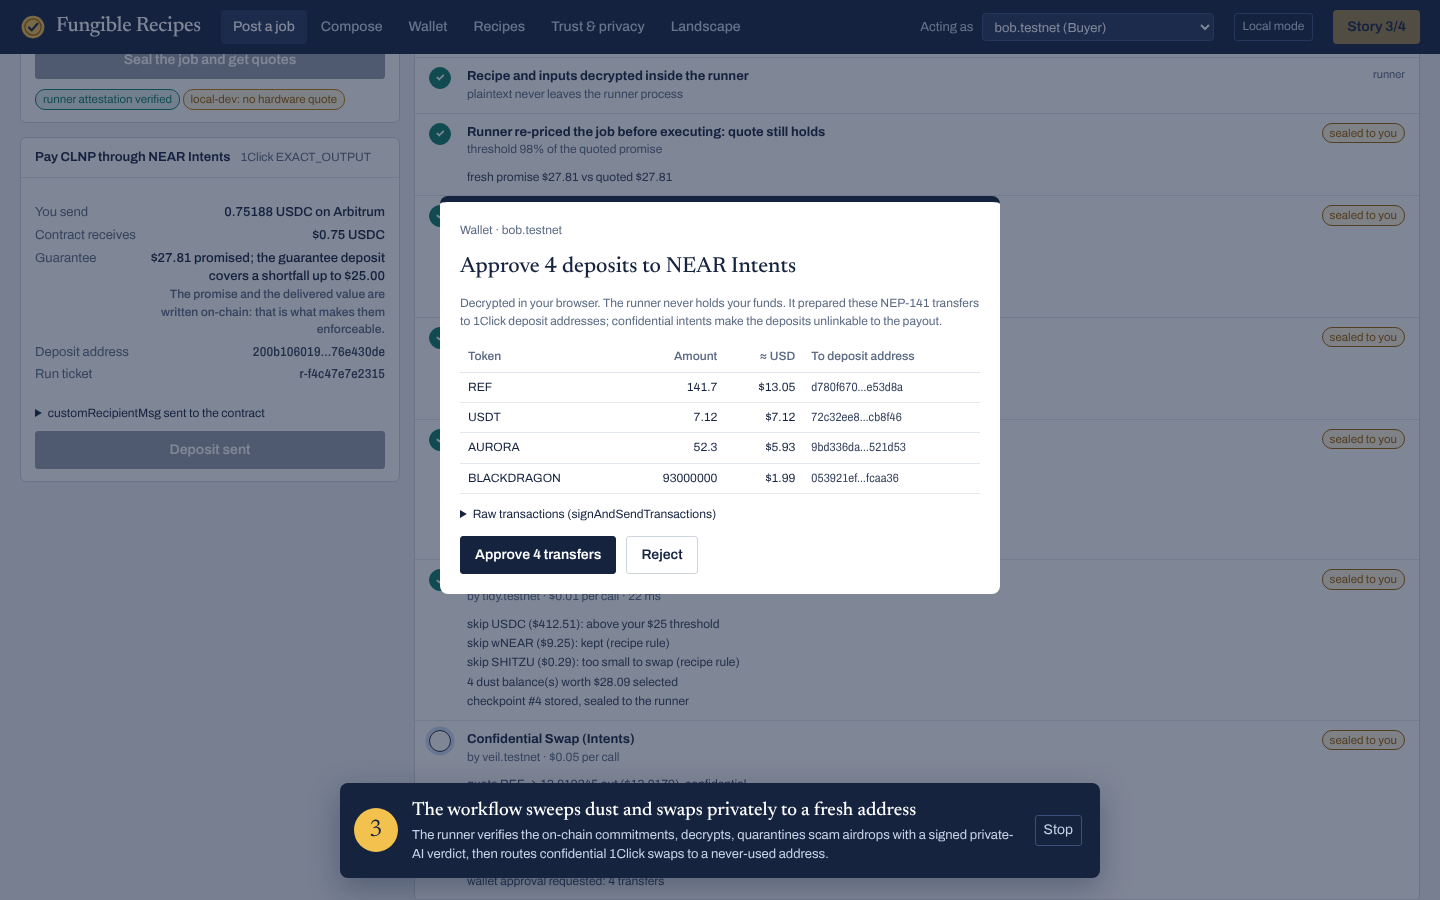 Fungible Recipes
Post a job
Compose
Wallet
Recipes
Trust & privacy
Landscape
Acting as
bob.testnet (Buyer)
Local mode
Story 3/4
Seal the job and get quotes
runner attestation verified
local-dev: no hardware quote
Pay CLNP through NEAR Intents 1Click EXACT_OUTPUT
You send 0.75188 USDC on Arbitrum
Contract receives $0.75 USDC
Guarantee $27.81 promised; the guarantee deposit
covers a shortfall up to $25.00
The promise and the delivered value are
written on-chain: that is what makes them
enforceable.
Deposit address 200b106019…76e430de
Run ticket r-f4c47e7e2315
customRecipientMsg sent to the contract
Deposit sent
Recipe and inputs decrypted inside the runner
runner
plaintext never leaves the runner process
Runner re-priced the job before executing: quote still holds
sealed to you
threshold 98% of the quoted promise
fresh promise $27.81 vs quoted $27.81
sealed to you
sealed to you
sealed to you
Wallet · bob.testnet
Approve 4 deposits to NEAR Intents
Decrypted in your browser. The runner never holds your funds. It prepared these NEP-141 transfers
to 1Click deposit addresses; confidential intents make the deposits unlinkable to the payout.
Token Amount ≈ USD To deposit address
REF 141.7 $13.05 d780f670…e53d8a
USDT 7.12 $7.12 72c32ee8…cb8f46
AURORA 52.3 $5.93 9bd336da…521d53
BLACKDRAGON 93000000 $1.99 053921ef…fcaa36
Raw transactions (signAndSendTransactions)
Approve 4 transfers
Reject
sealed to you
by tidy.testnet · $0.01 per call · 22 ms
skip USDC ($412.51): above your $25 threshold
skip wNEAR ($9.25): kept (recipe rule)
skip SHITZU ($0.29): too small to swap (recipe rule)
4 dust balance(s) worth $28.09 selected
checkpoint #4 stored, sealed to the runner
Confidential Swap (Intents)
sealed to you
by veil.testnet · $0.05 per call
3
The workflow sweeps dust and swaps privately to a fresh address
The runner verifies the on-chain commitments, decrypts, quarantines scam airdrops with a signed private-
AI verdict, then routes confidential 1Click swaps to a never-used address.
Stop
wallet approval requested: 4 transfers